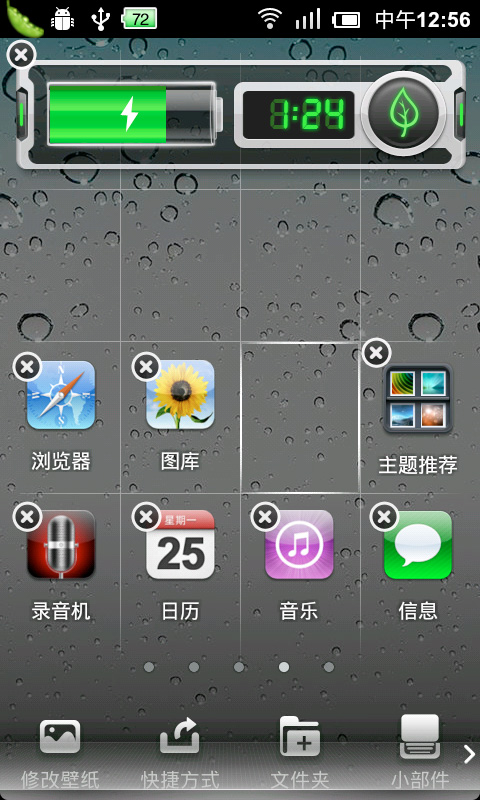 72
中午12:56
1:24
浏览器
图库
主题推荐
星期一
25
录音机
日历
音乐
信息
修改壁纸
快捷方式
文件夹
小部件